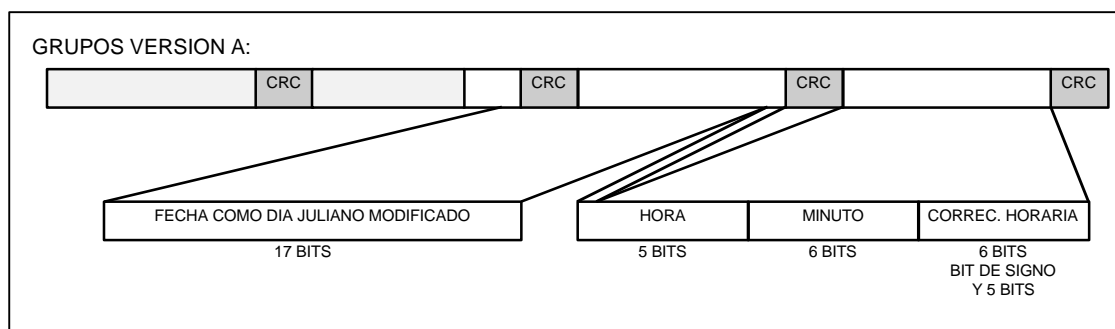 GRUPOS VERSION A:
CRC CRC CRC CRC
FECHA COMO DIA JULIANO MODIFICADO HORA MINUTO CORREC. HORARIA
17 BITS 5 BITS 6 BITS 6 BITS
BIT DE SIGNO
Y 5 BITS